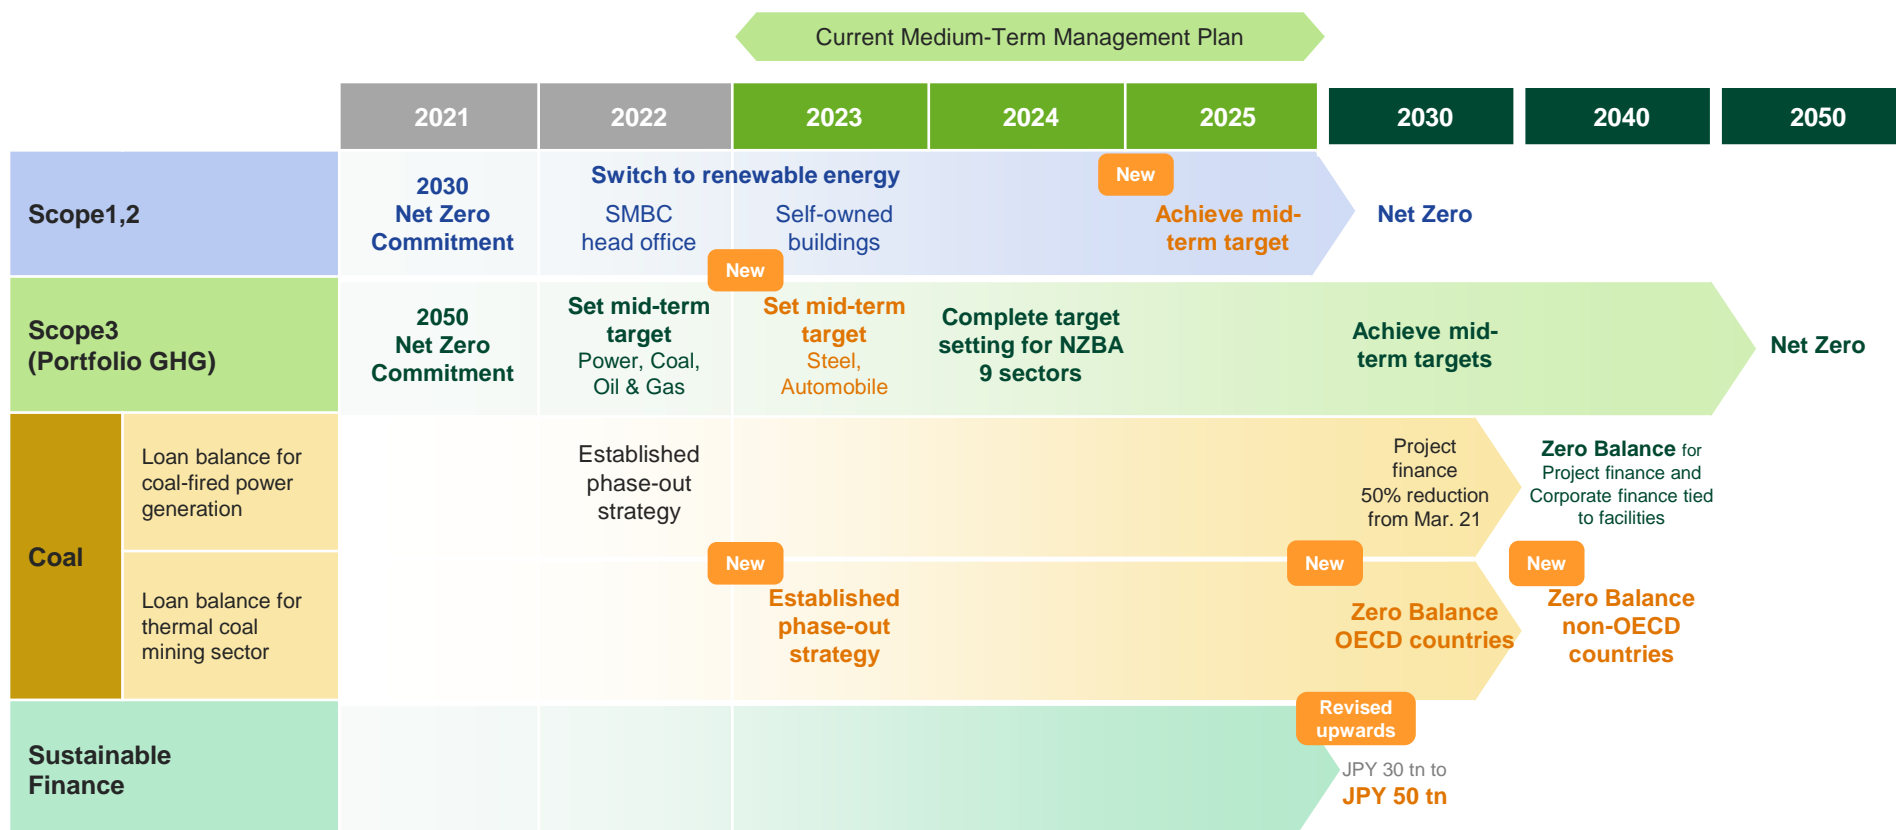 Current Medium-Term Management Plan
2021
2022
2023
2024
2025
2030
2040
2050
Scope1,2
2030
Net Zero
Commitment
Switch to renewable energy
SMBC
head office
Self-owned
buildings
New
Achieve mid-
term target
Net Zero
Scope3
(Portfolio GHG)
2050
Net Zero
Commitment
Set mid-term
target
Power, Coal,
Oil & Gas
New
Set mid-term
target
Steel,
Automobile
Complete target
setting for NZBA
9 sectors
Achieve mid-
term targets
Net Zero
Coal
Loan balance for
coal-fired power
generation
Established
phase-out
strategy
Project
finance
50% reduction
from Mar. 21
Zero Balance for
Project finance and
Corporate finance tied
to facilities
Loan balance for
thermal coal
mining sector
New
Established
phase-out
strategy
New
Zero Balance
OECD countries
New
Zero Balance
non-OECD
countries
Sustainable
Finance
Revised
upwards
JPY 30 tn to
JPY 50 tn